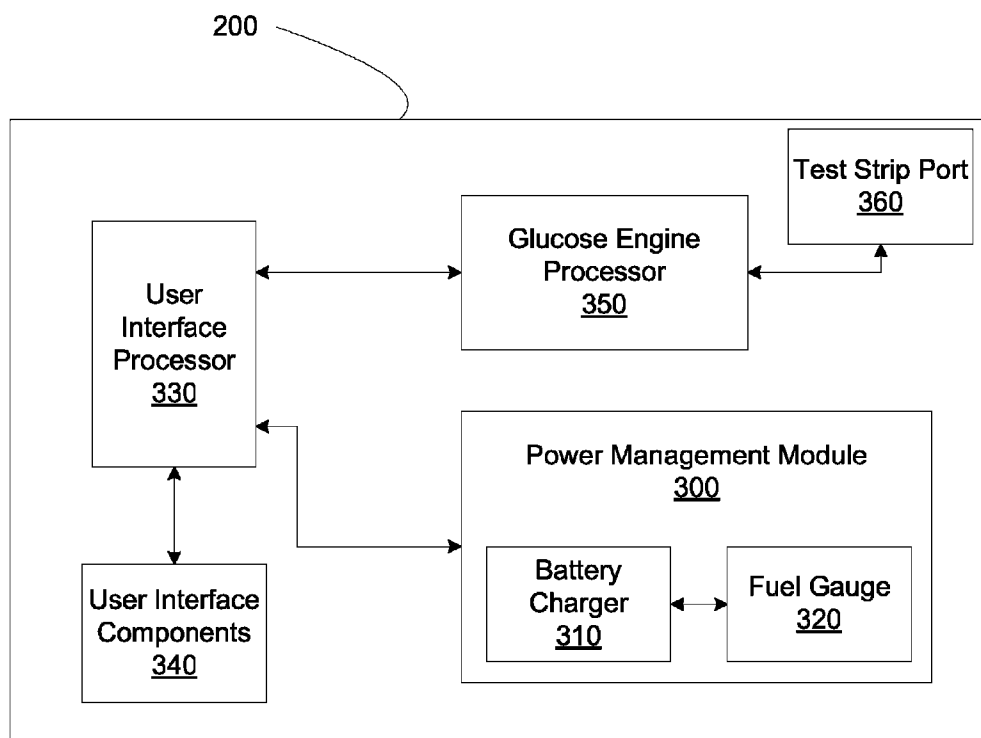 200
Test Strip Port
360
Glucose Engine
Processor
350
User
Interface
Processor
330
Power Management Module
300
Battery
Charger
310
Fuel Gauge
320
User Interface
Components
340